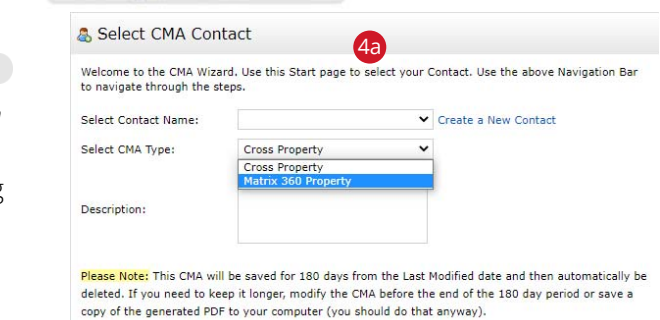 Select CMA Contact
4a
Welcome to the CMA Wizard. Use this Start page to select your Contact. Use the above Navigation Bar
to navigate through the steps.
Select Contact Name:
Create a New Contact
Select CMA Type: Cross Property
Cross Property
Matrix 360 Property
Description:
Please Note: This CMA will be saved for 180 days from the Last Modified date and then automatically be
deleted. If you need to keep it longer, modify the CMA before the end of the 180 day period or save a
copy of the generated PDF to your computer (you should do that anyway).